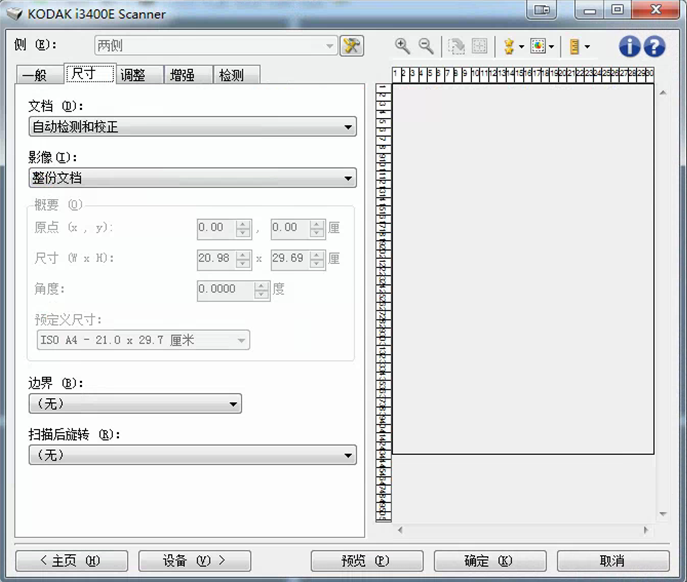 KODAK i3400E Scanner
侧 (E): 两侧
一般 尺寸 调整 增强 检测
文档 (D):
自动检测和校正
影像(I):
整份文档
概要 (O)
原点 (x , y): 0.00 , 0.00 厘
尺寸 (W x H): 20.98 x 29.69 厘
角度: 0.0000 度
预定义尺寸:
ISO A4 - 21.0 x 29.7 厘米
边界 (B):
(无)
扫描后旋转 (R):
(无)
1 2 3 4 5 6 7 8 9 10 11 12 13 14 15 16 17 18 19 20 21 22 23 24 25 26 27 28 29 30
< 主页 (H) 设备 (V) > 预览 (P) 确定 (K) 取消